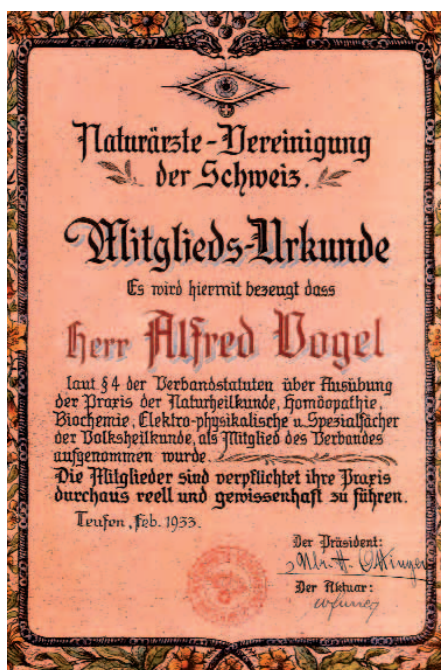 Naturärzte-Vereinigung
der Schweiz.
Mitglieds-Urkunde
Es wird hiermit bezeugt dass
Herr Alfred Vogel
laut § 4 der Verbandstatuten über Ausübung
der Praxis der Naturheilkunde, Homöopathie,
Biochemie, Elektro-physikalische u. Spezialfächer
der Volksheilkunde, als Mitglied des Verbandes
aufgenommen wurde.
Die Mitglieder sind verpflichtet ihre Praxis
durchaus reell und gewissenhaft zu führen.
Teufen, Feb. 1933.
Der Präsident:
Der Aktuar: